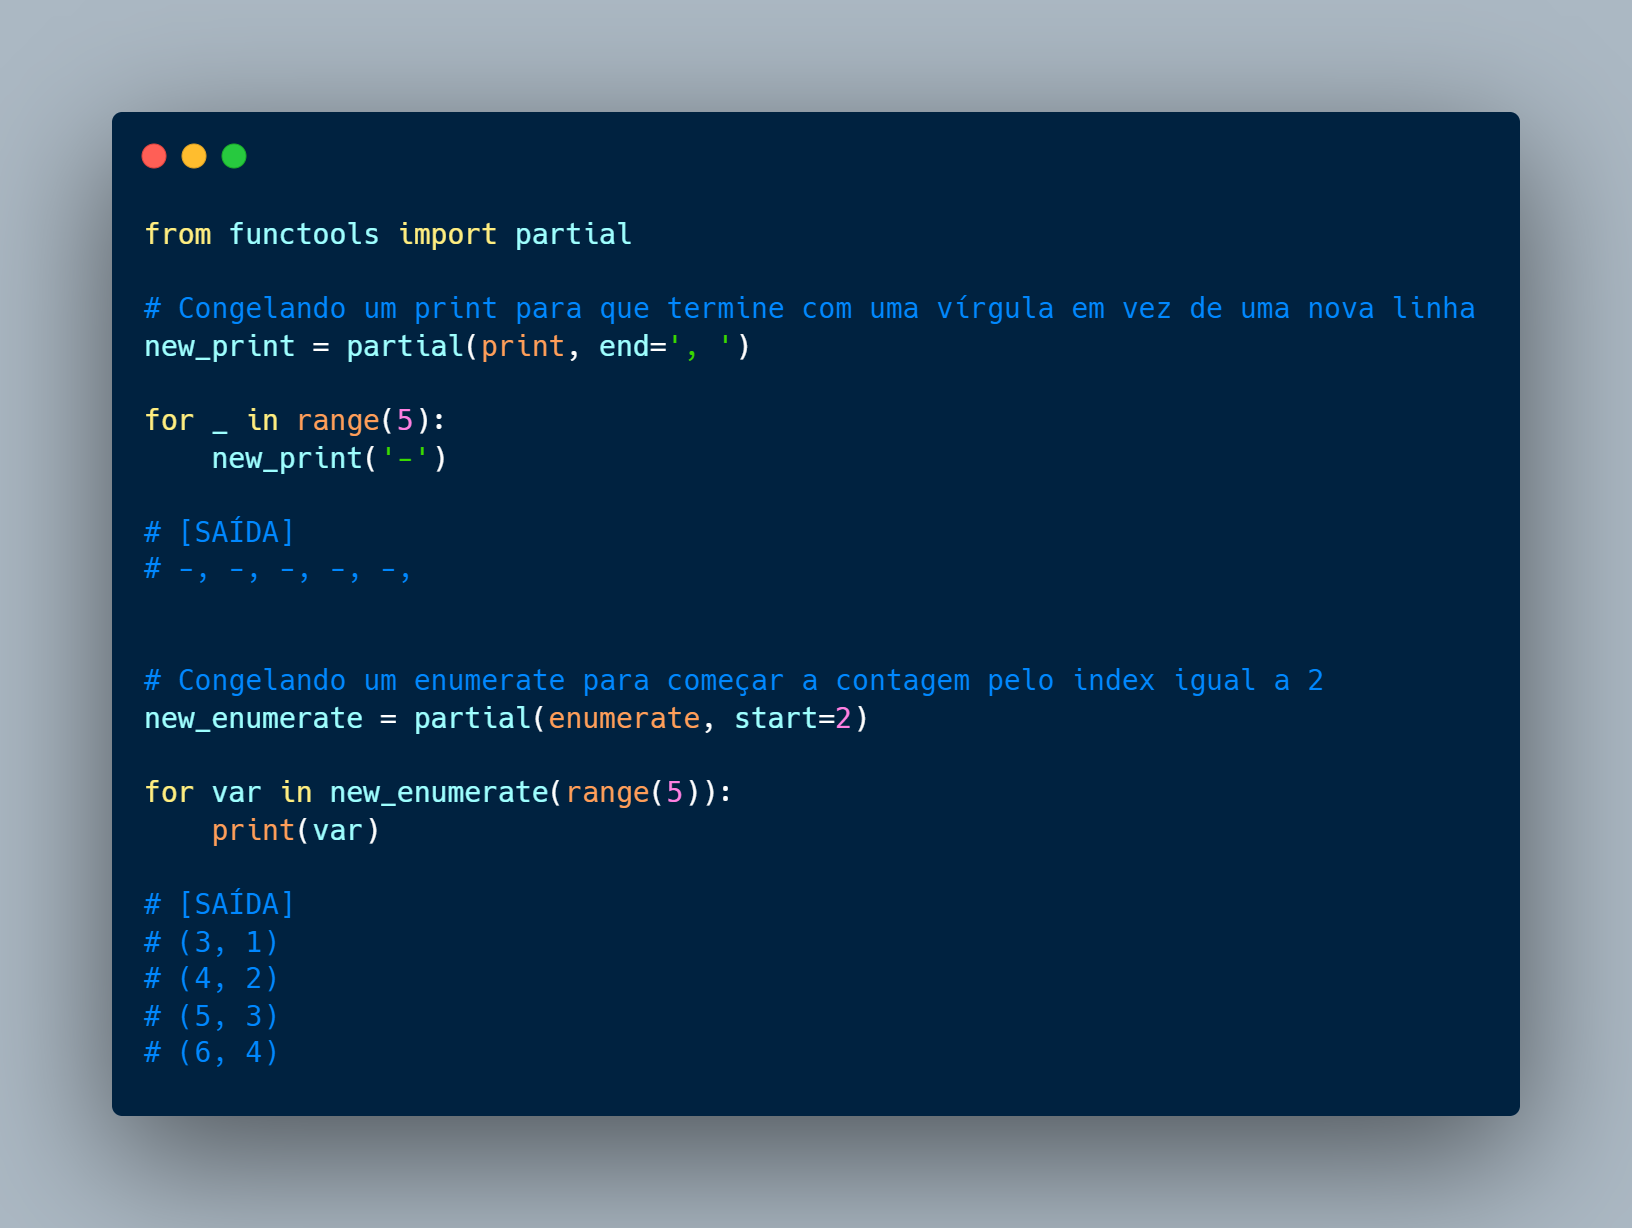 from functools import partial
# Congelando um print para que termine com uma vírgula em vez de uma nova linha
new_print = partial(print, end=', ')
for _ in range(5):
    new_print('-')
# [SAÍDA]
# -, -, -, -, -,
# Congelando um enumerate para começar a contagem pelo index igual a 2
new_enumerate = partial(enumerate, start=2)
for var in new_enumerate(range(5)):
    print(var)
# [SAÍDA]
# (3, 1)
# (4, 2)
# (5, 3)
# (6, 4)